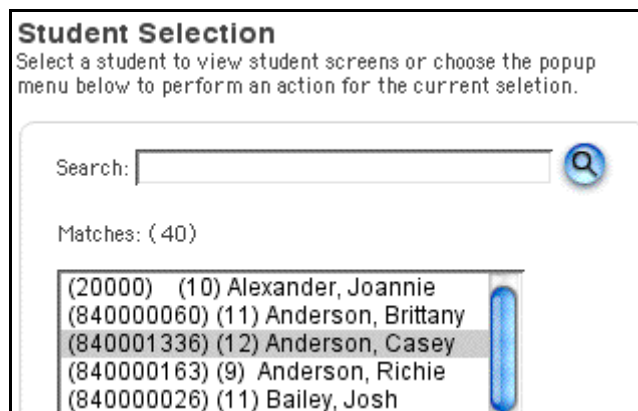 Student Selection
Select a student to view student screens or choose the popup
menu below to perform an action for the current seletion.
Search:
Matches: (40)
(20000) (10) Alexander, Joannie
(840000060) (11) Anderson, Brittany
(840001336) (12) Anderson, Casey
(840000163) (9) Anderson, Richie
(840000026) (11) Bailey, Josh